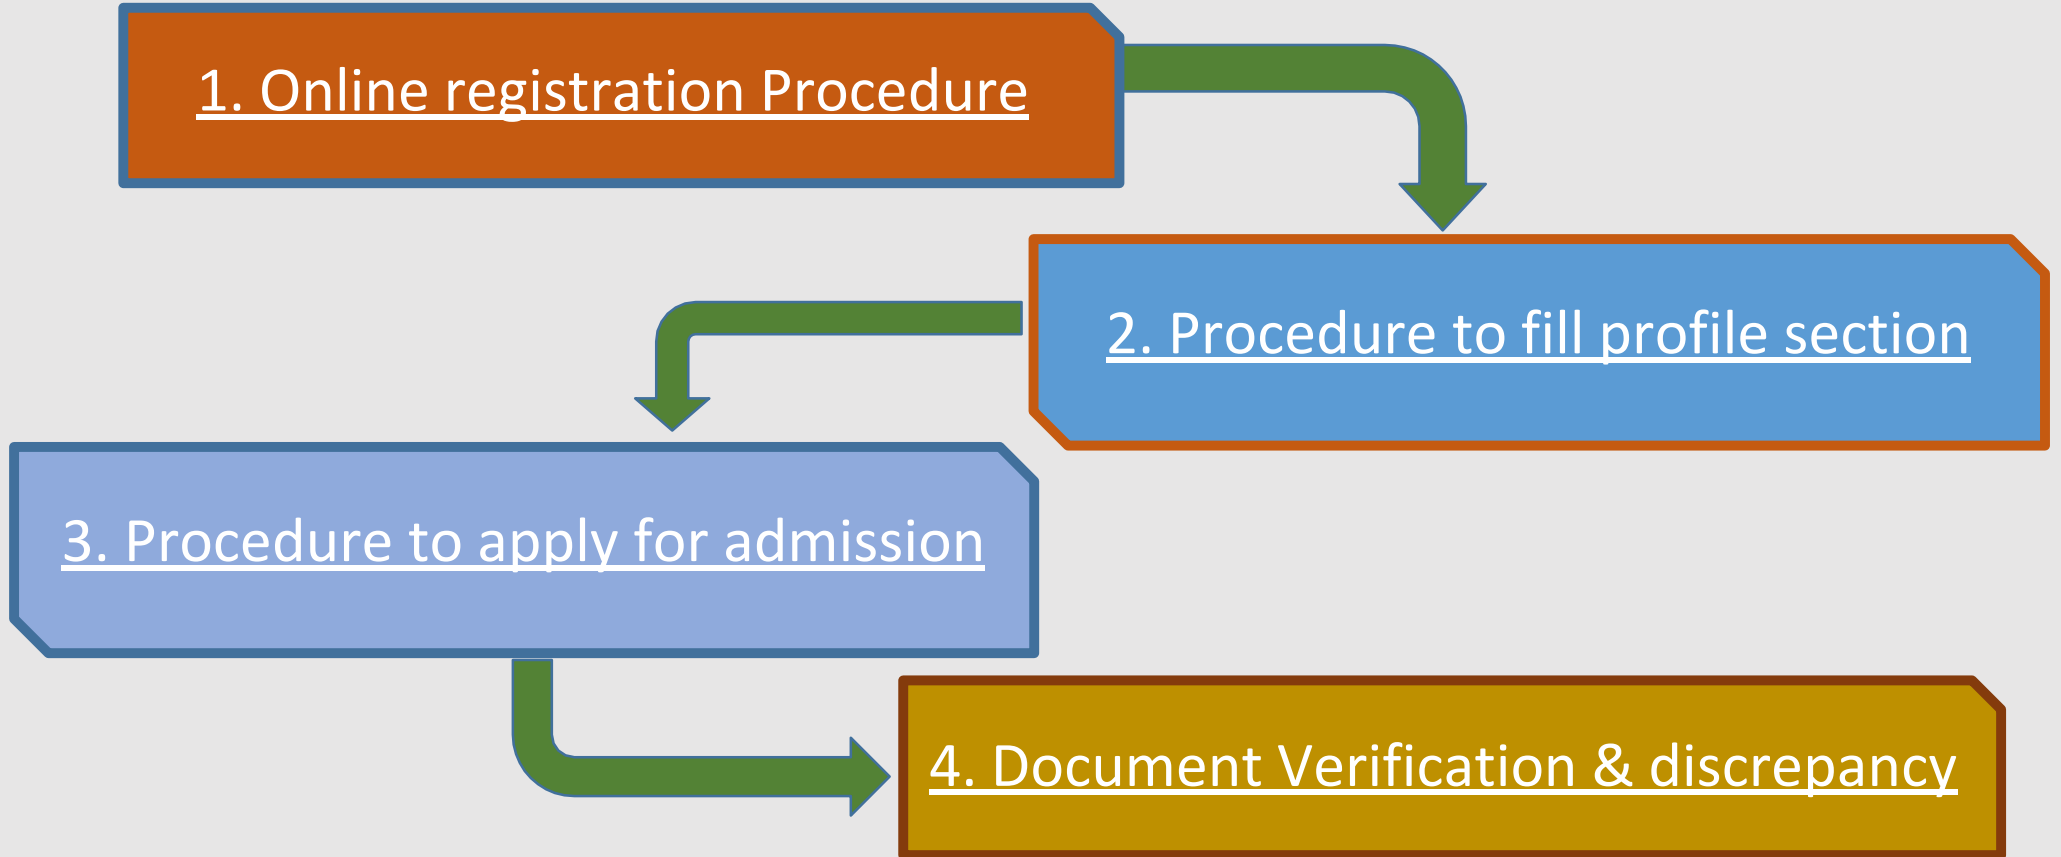 1. Online registration Procedure
2. Procedure to fill profile section
3. Procedure to apply for admission
4. Document Verification & discrepancy